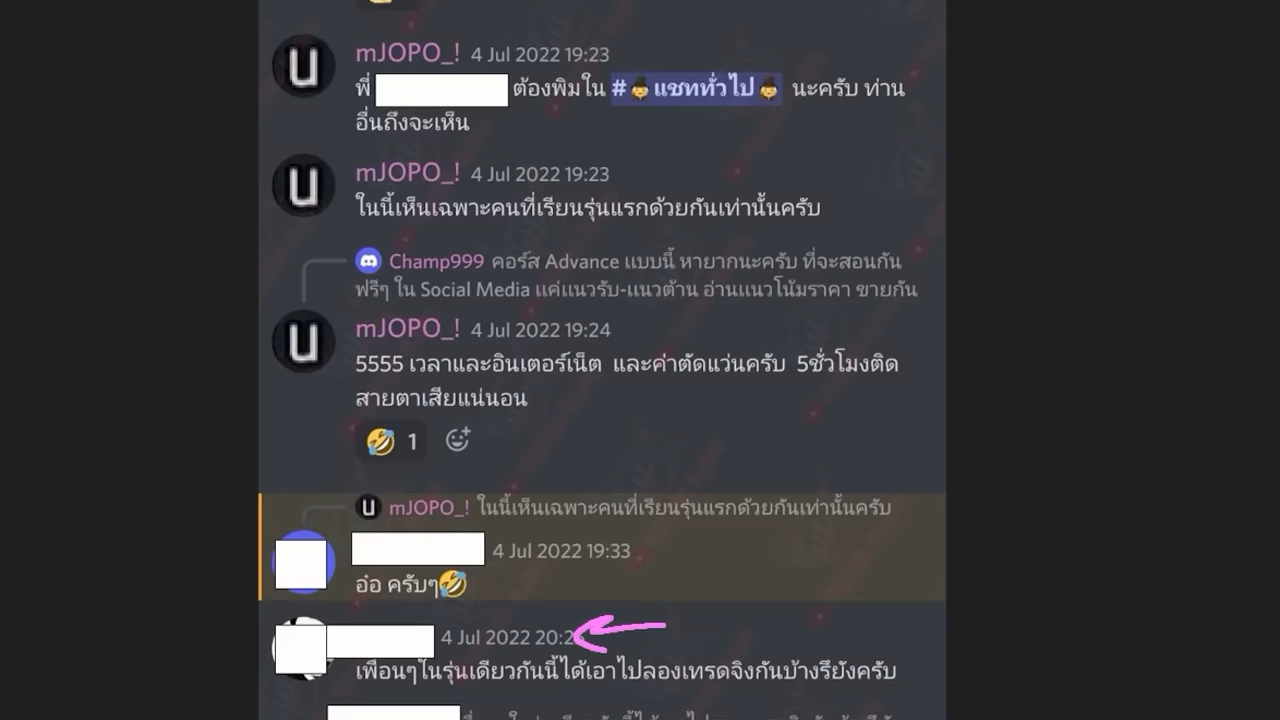 mJOPO_! 4 Jul 2022 19:23
พี่ ต้องพิมใน #แชททั่วไป นะครับ ท่าน
อื่นถึงจะเห็น
mJOPO_! 4 Jul 2022 19:23
ในนี้เห็นเฉพาะคนที่เรียนรุ่นแรกด้วยกันเท่านั้นครับ
Champ999 คอร์ส Advance แบบนี้ หายากนะครับ ที่จะสอนกัน
ฟรีๆ ใน Social Media แค่แนวรับ-แนวต้าน อ่านแนวโน้มราคา ขายกัน
mJOPO_! 4 Jul 2022 19:24
5555 เวลาและอินเตอร์เน็ต และค่าตัดแว่นครับ 5ชั่วโมงติด
สายตาเสียแน่นอน
🤣 1
mJOPO_! ในนี้เห็นเฉพาะคนที่เรียนรุ่นแรกด้วยกันเท่านั้นครับ
4 Jul 2022 19:33
อ๋อ ครับๆ🤣
4 Jul 2022
เพื่อนๆในรุ่นเดียวกันนี้ได้เอาไปลองเทรดจิงกันบ้างรึยังครับ